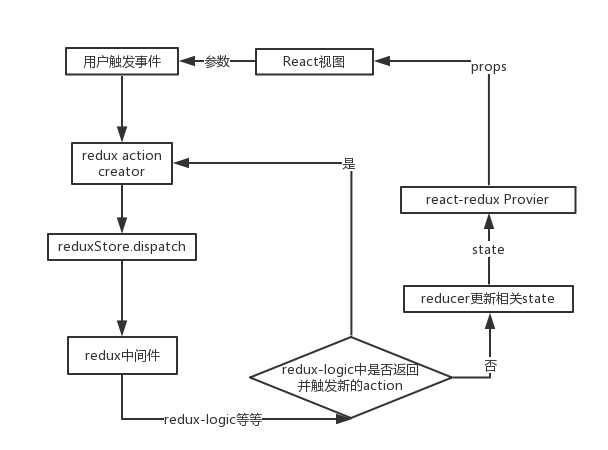 用户触发事件
参数
React视图
props
redux action
creator
是
react-redux Provier
reduxStore.dispatch
state
reducer更新相关state
redux中间件
redux-logic中是否返回
并触发新的action
否
redux-logic等等